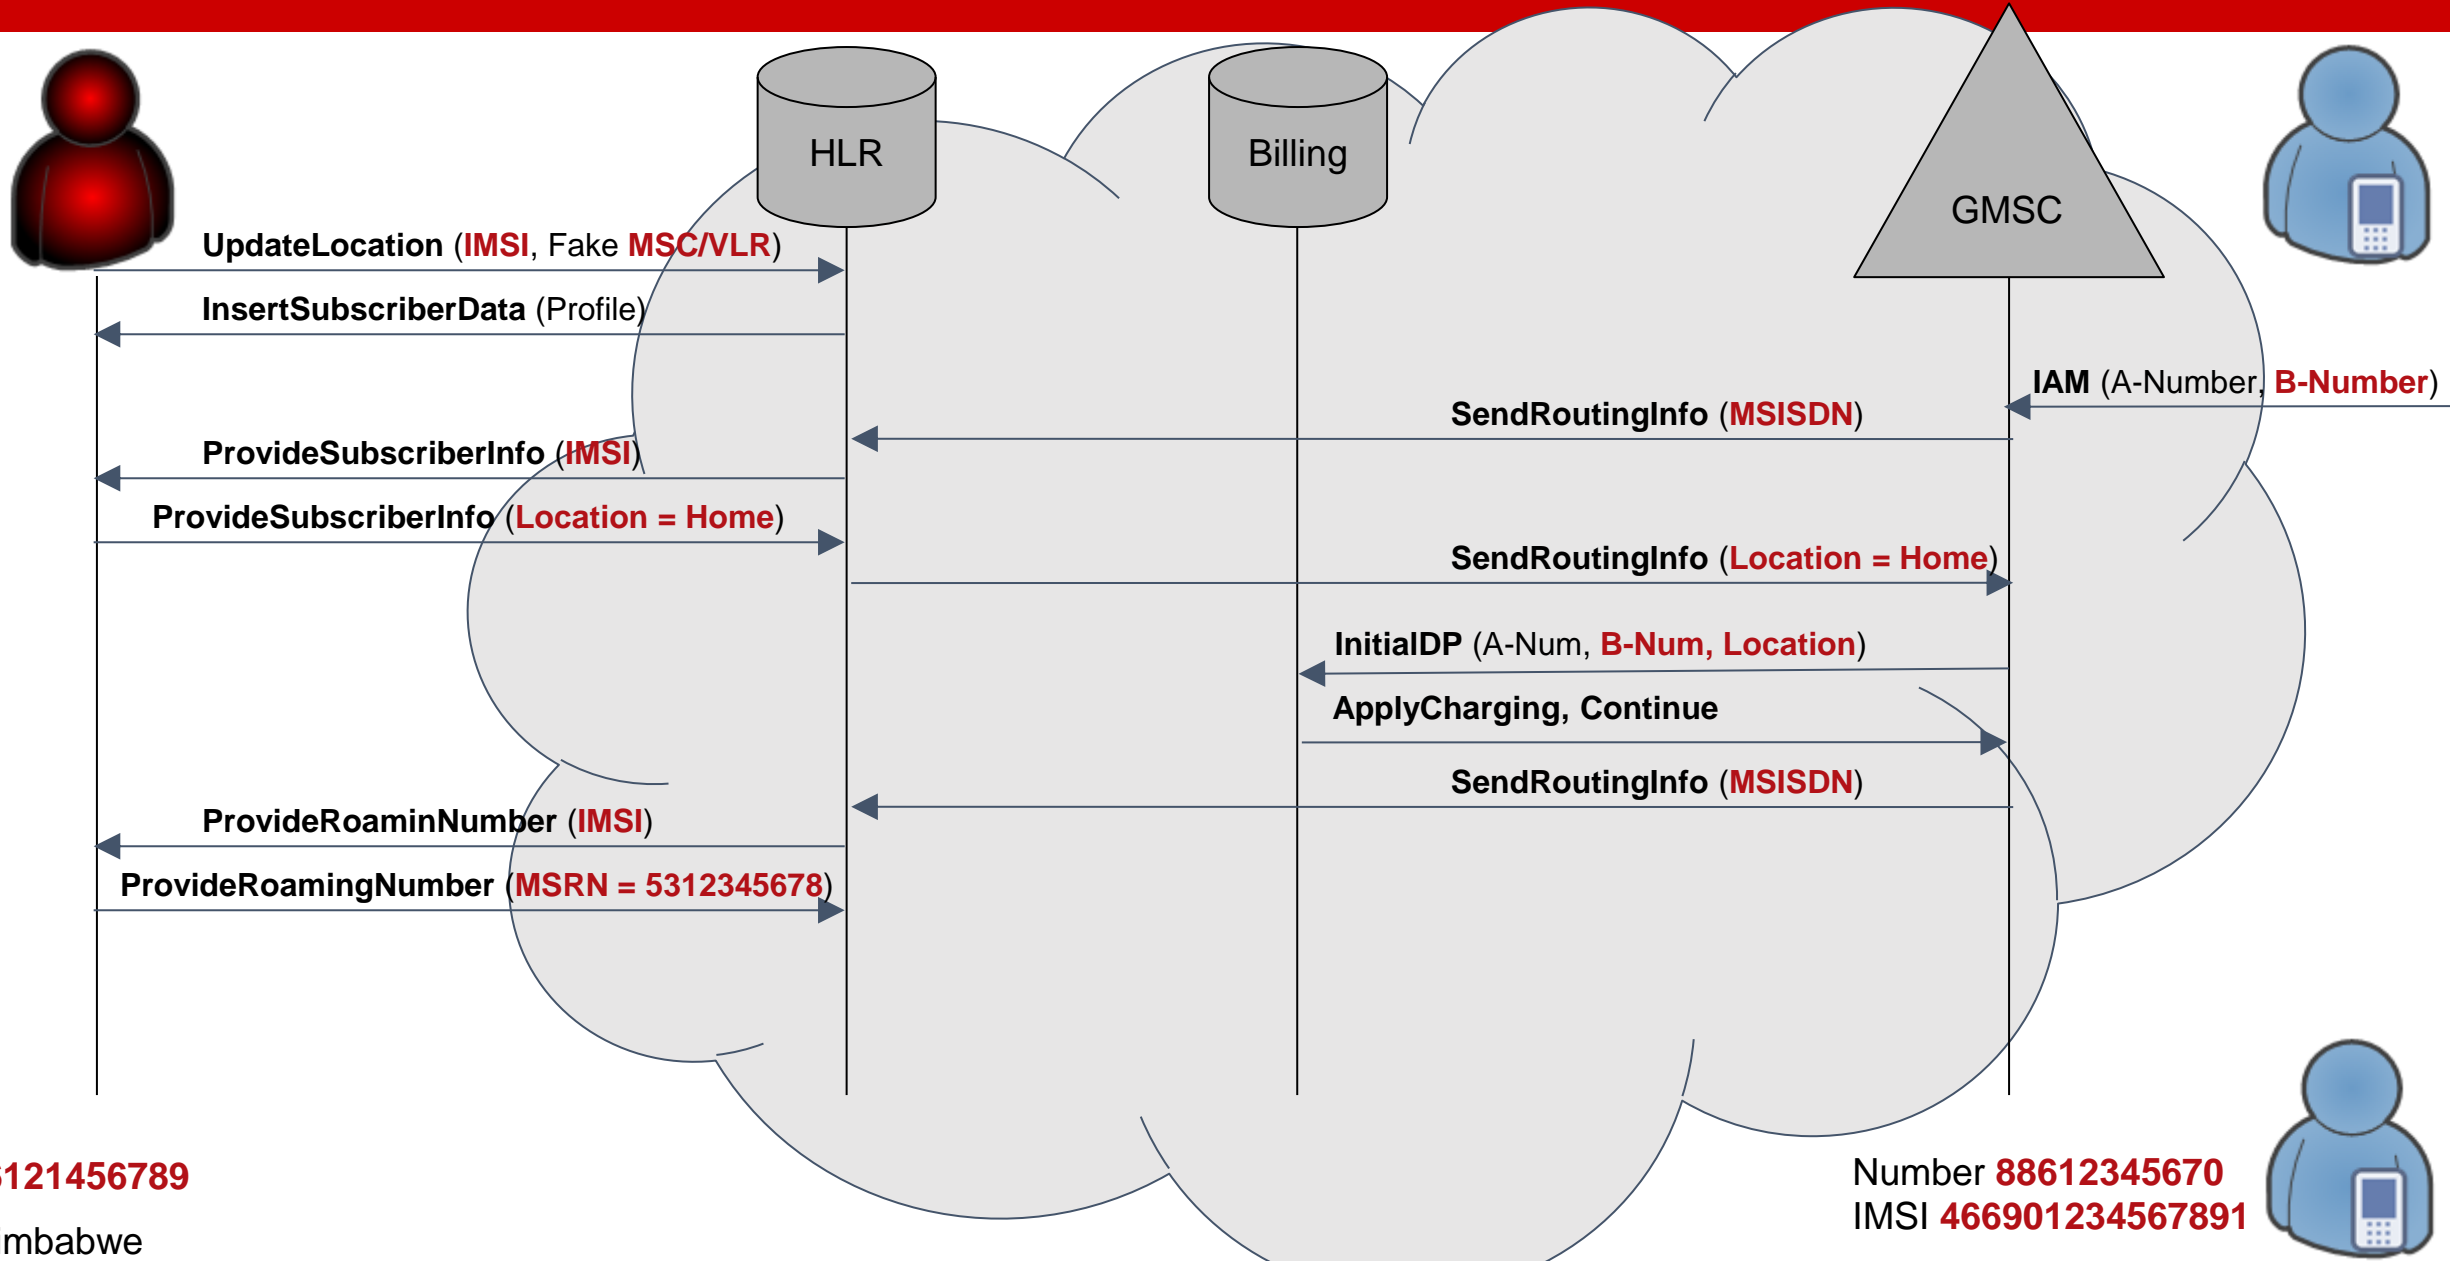 HLR
Billing
GMSC
UpdateLocation (IMSI, Fake MSC/VLR)
InsertSubscriberData (Profile)
IAM (A-Number, B-Number)
SendRoutingInfo (MSISDN)
ProvideSubscriberInfo (IMSI)
ProvideSubscriberInfo (Location = Home)
SendRoutingInfo (Location = Home)
InitialDP (A-Num, B-Num, Location)
ApplyCharging, Continue
SendRoutingInfo (MSISDN)
ProvideRoaminNumber (IMSI)
ProvideRoamingNumber (MSRN = 5312345678)
6121456789
Number 88612345670
IMSI 466901234567891
imbabwe